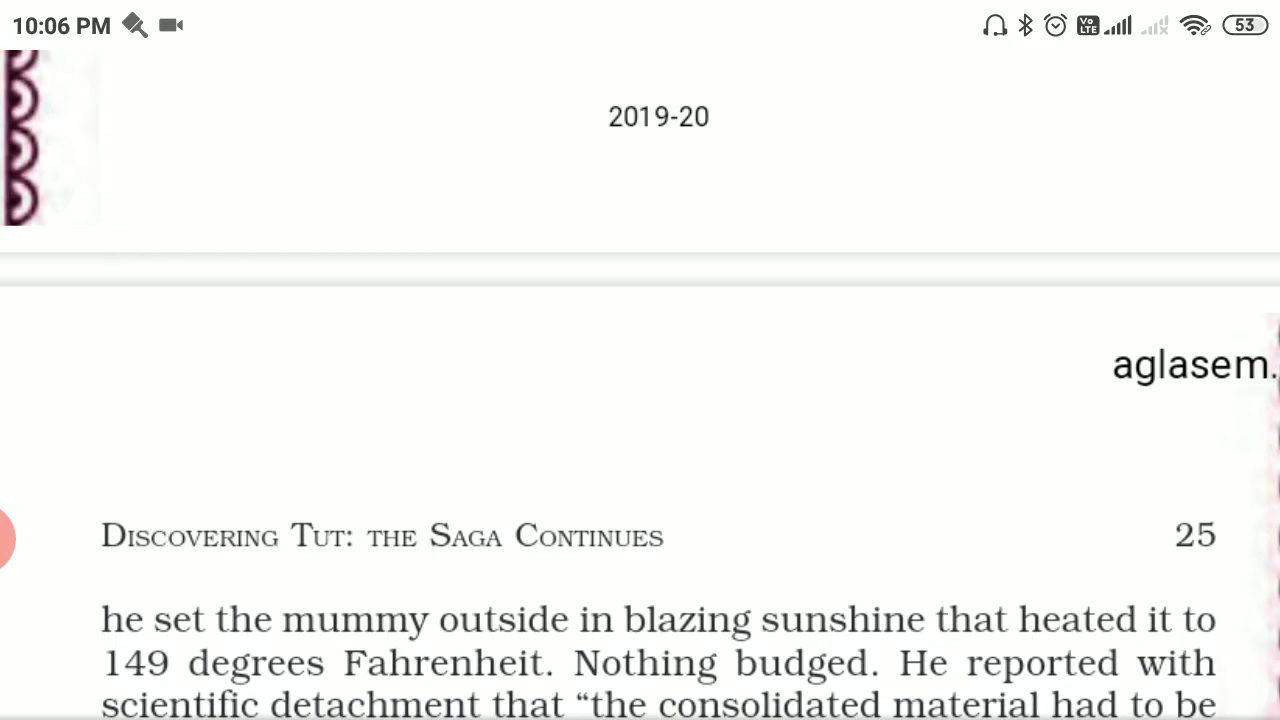 10:06 PM Vo LTE 53
2019-20
aglasem.
DISCOVERING TUT: THE SAGA CONTINUES 25
he set the mummy outside in blazing sunshine that heated it to
149 degrees Fahrenheit. Nothing budged. He reported with
scientific detachment that “the consolidated material had to be